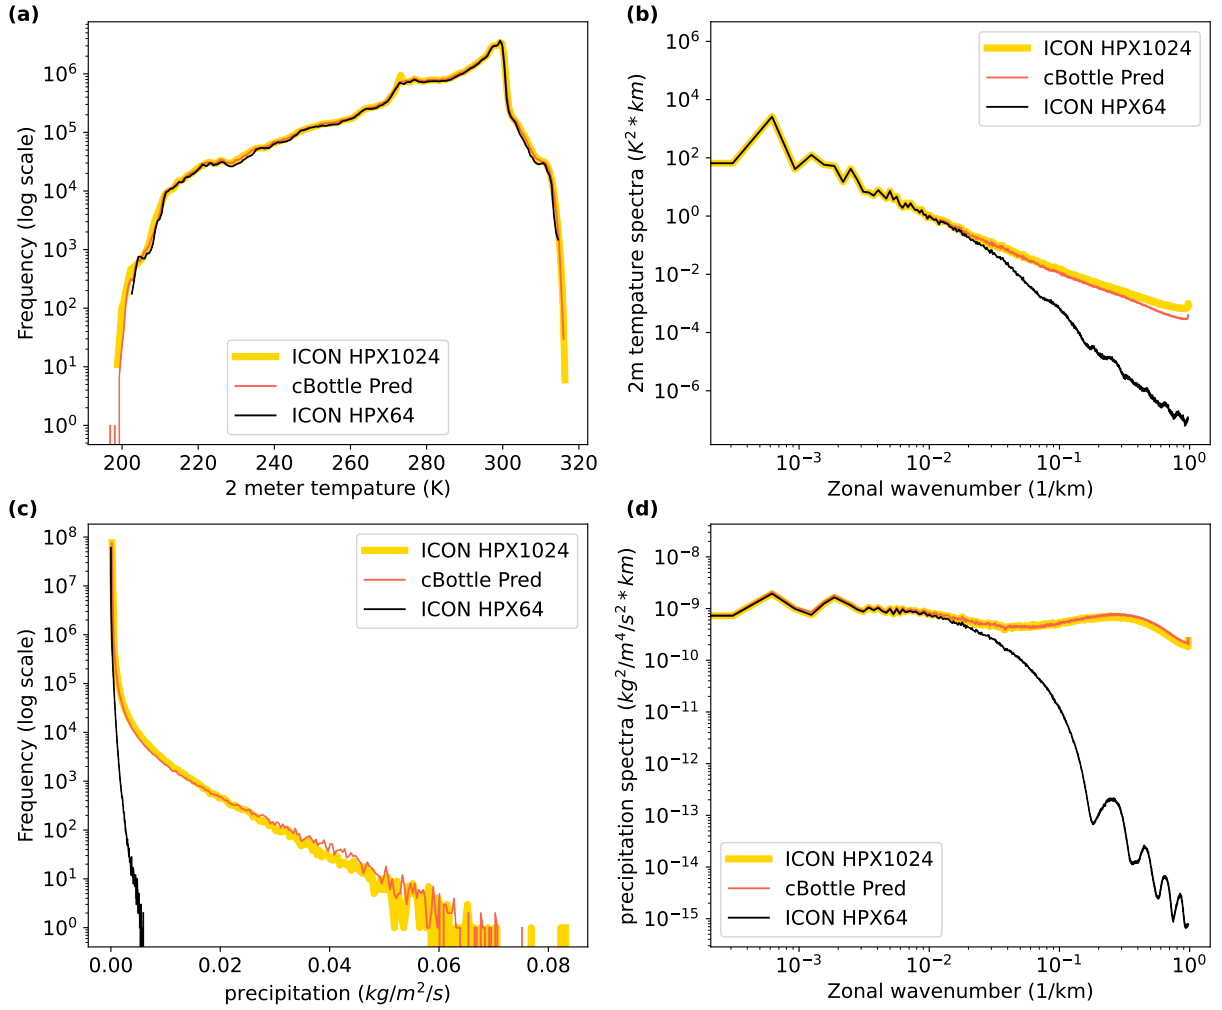 (a)
Frequency (log scale)
10^6
10^5
10^4
10^3
10^2
10^1
10^0
ICON HPX1024
cBottle Pred
ICON HPX64
200 220 240 260 280 300 320
2 meter tempature (K)
(b)
2m tempature spectra (K^2 * km)
10^6
10^4
10^2
10^0
10^−2
10^−4
10^−6
ICON HPX1024
cBottle Pred
ICON HPX64
10^−3 10^−2 10^−1 10^0
Zonal wavenumber (1/km)
(c)
Frequency (log scale)
10^8
10^7
10^6
10^5
10^4
10^3
10^2
10^1
10^0
ICON HPX1024
cBottle Pred
ICON HPX64
0.00 0.02 0.04 0.06 0.08
precipitation (kg/m^2/s)
(d)
precipitation spectra (kg^2/m^4/s^2 * km)
10^−8
10^−9
10^−10
10^−11
10^−12
10^−13
10^−14
10^−15
ICON HPX1024
cBottle Pred
ICON HPX64
10^−3 10^−2 10^−1 10^0
Zonal wavenumber (1/km)